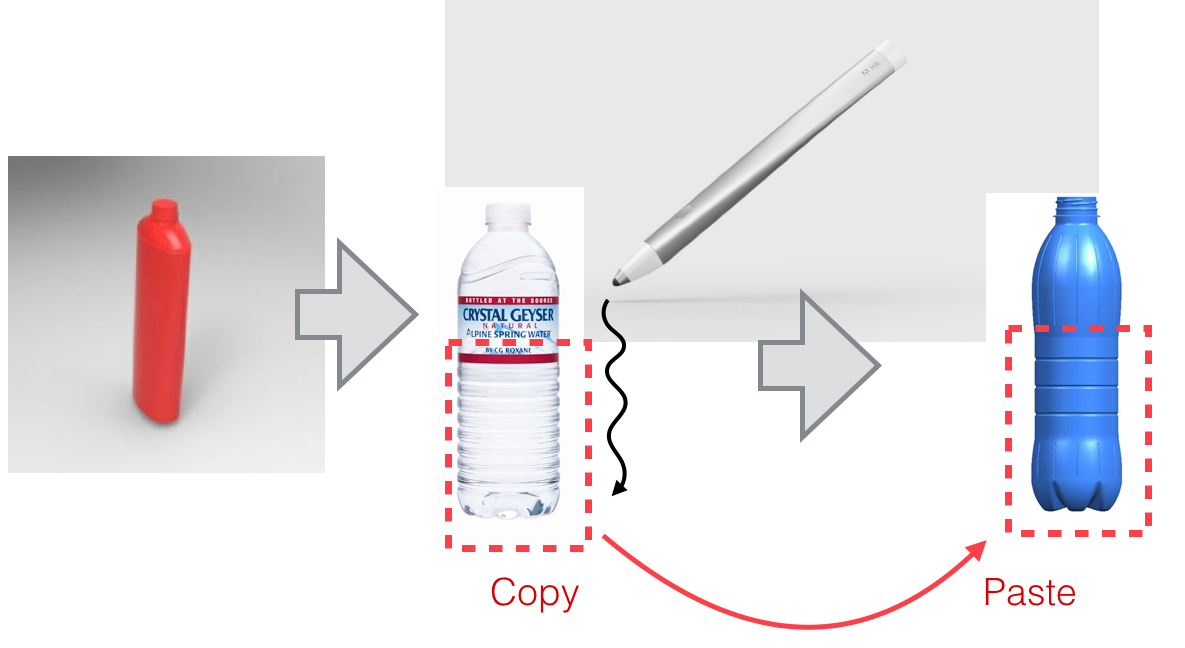 BOTTLED AT THE SOURCE
CRYSTAL GEYSER
NATURAL
ALPINE SPRING WATER
BY CG ROXANE
Copy
Paste